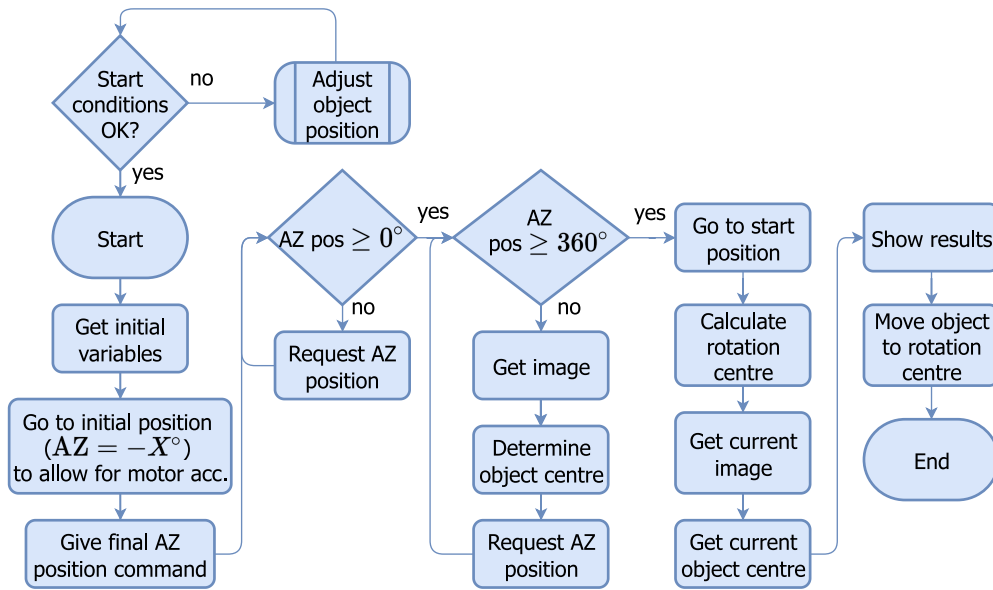 Start
conditions
OK?
no
Adjust
object
position
yes
Start
Get initial
variables
Go to initial position
(AZ = −X°)
to allow for motor acc.
Give final AZ
position command
AZ pos ≥ 0°
yes
no
Request AZ
position
AZ
pos ≥ 360°
yes
no
Get image
Determine
object centre
Request AZ
position
Go to start
position
Calculate
rotation
centre
Get current
image
Get current
object centre
Show results
Move object
to rotation
centre
End